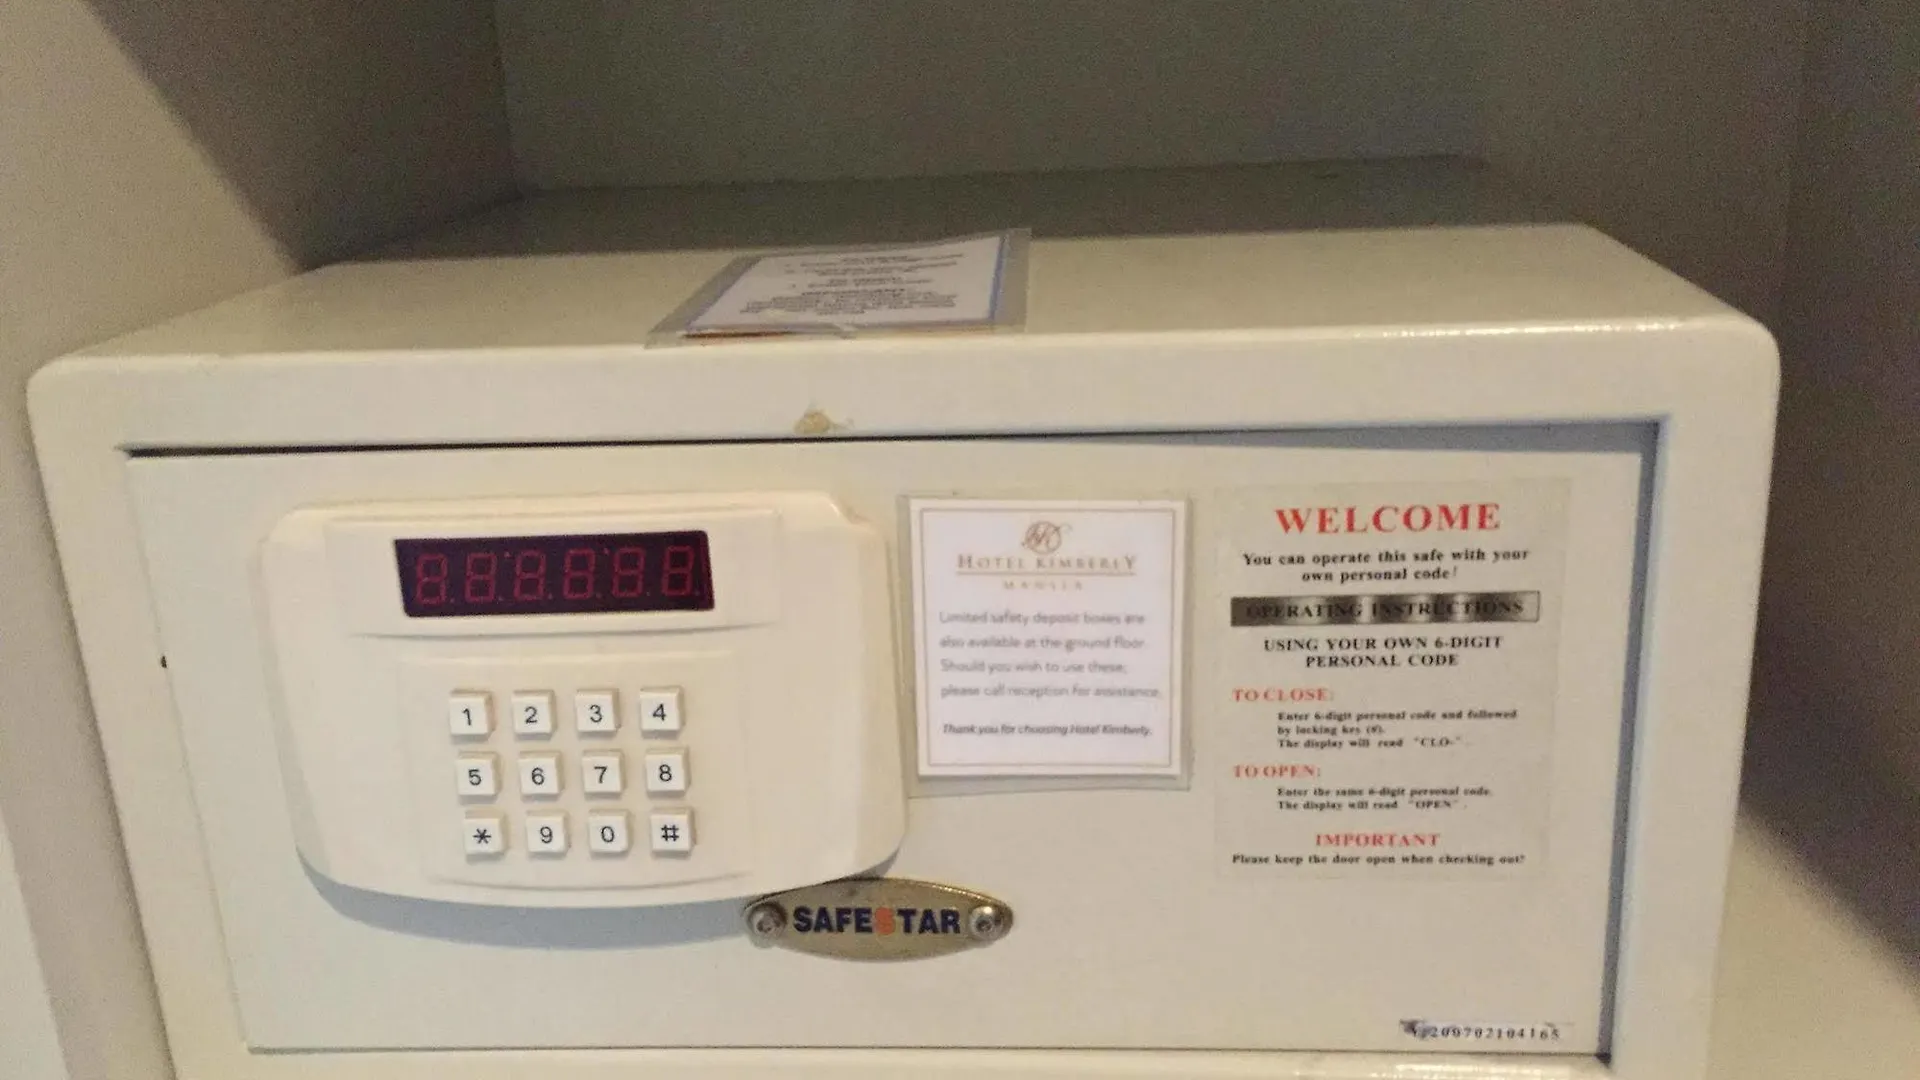 HK
HOTEL KIMBERLY
MANILA
Limited safety deposit boxes are
also available at the ground floor.
Should you wish to use these,
please call reception for assistance.
Thank you for choosing Hotel Kimberly.
WELCOME
You can operate this safe with your
own personal code!
OPERATING INSTRUCTIONS
USING YOUR OWN 6-DIGIT
PERSONAL CODE
TO CLOSE:
Enter 6-digit personal code and followed
by locking key (#).
The display will read "CLO-".
TO OPEN:
Enter the same 6-digit personal code.
The display will read "OPEN".
IMPORTANT
Please keep the door open when checking out!
1 2 3 4
5 6 7 8
* 9 0 #
SAFESTAR